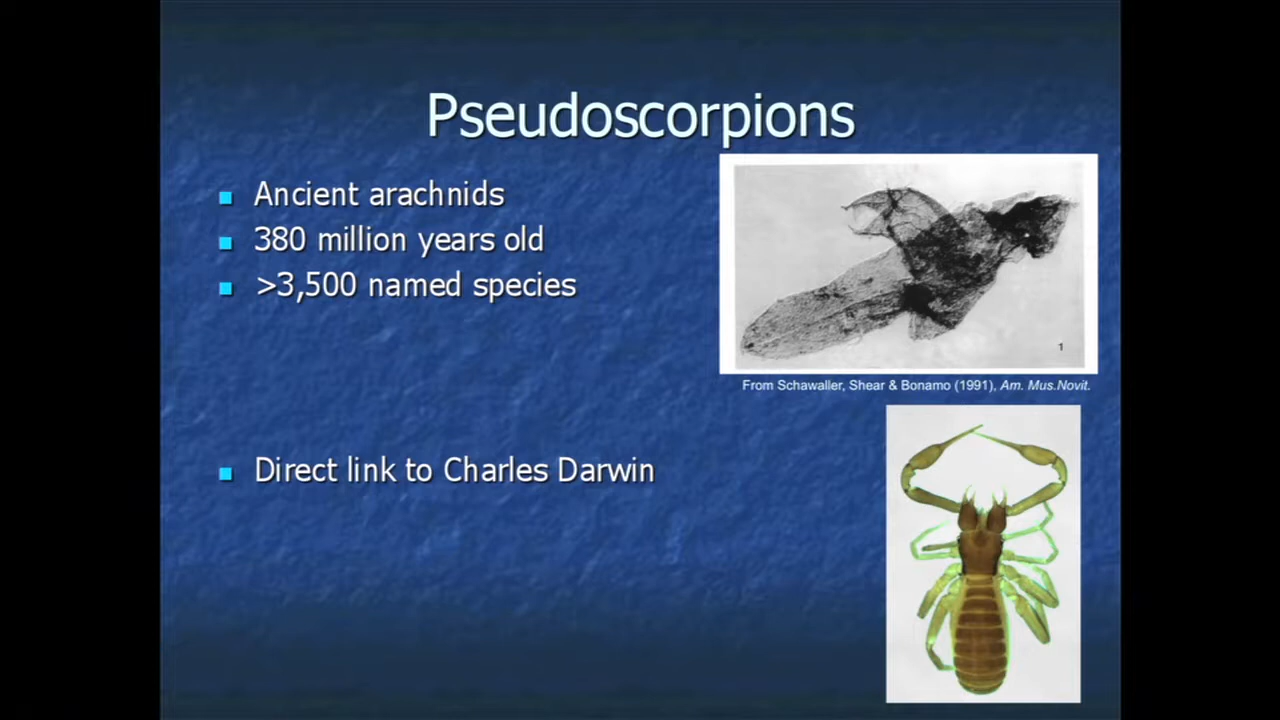 Pseudoscorpions
Ancient arachnids
380 million years old
>3,500 named species
1
From Schawaller, Shear & Bonamo (1991), Am. Mus.Novit.
Direct link to Charles Darwin